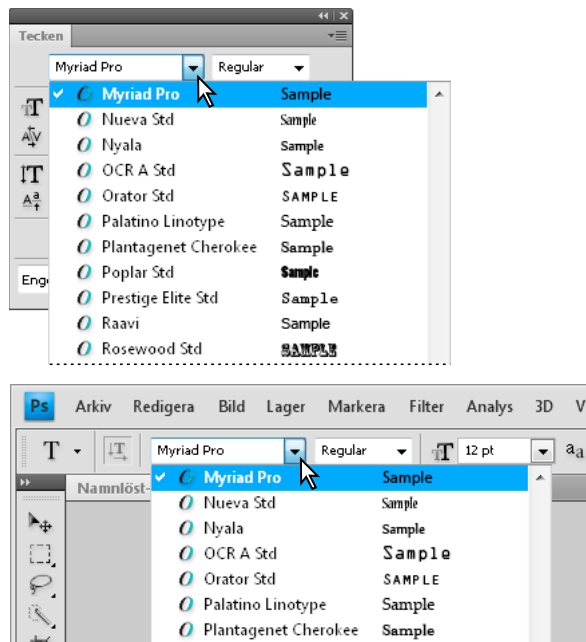 Tecken
Myriad Pro Regular
Myriad Pro Sample
Nueva Std Sample
Nyala Sample
OCR A Std Sample
Orator Std SAMPLE
Palatino Linotype Sample
Plantagenet Cherokee Sample
Poplar Std Sample
Prestige Elite Std Sample
Raavi Sample
Rosewood Std SAMPLE
Ps Arkiv Redigera Bild Lager Markera Filter Analys 3D V
T Myriad Pro Regular 12 pt aa
Namnlöst-
Myriad Pro Sample
Nueva Std Sample
Nyala Sample
OCR A Std Sample
Orator Std SAMPLE
Palatino Linotype Sample
Plantagenet Cherokee Sample